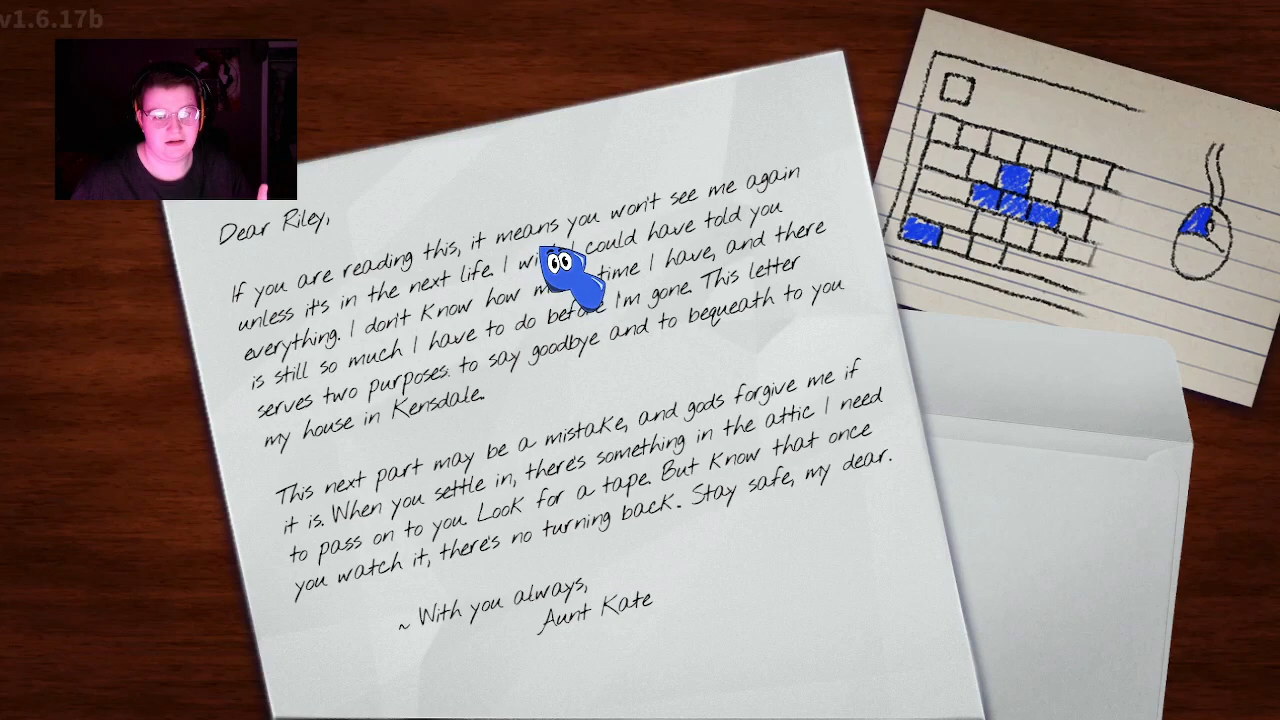 v1.6.17b
Dear Riley,
If you are reading this, it means you won't see me again
unless it's in the next life. I could have told you
everything. I don't know how time I have, and there
is still so much I have to do before I'm gone. This letter
serves two purposes: to say goodbye and to bequeath to you
my house in Kensdale.
This next part may be a mistake, and gods forgive me if
it is. When you settle in, there's something in the attic I need
to pass on to you. Look for a tape. But know that once
you watch it, there's no turning back. Stay safe, my dear.
~ With you always,
Aunt Kate